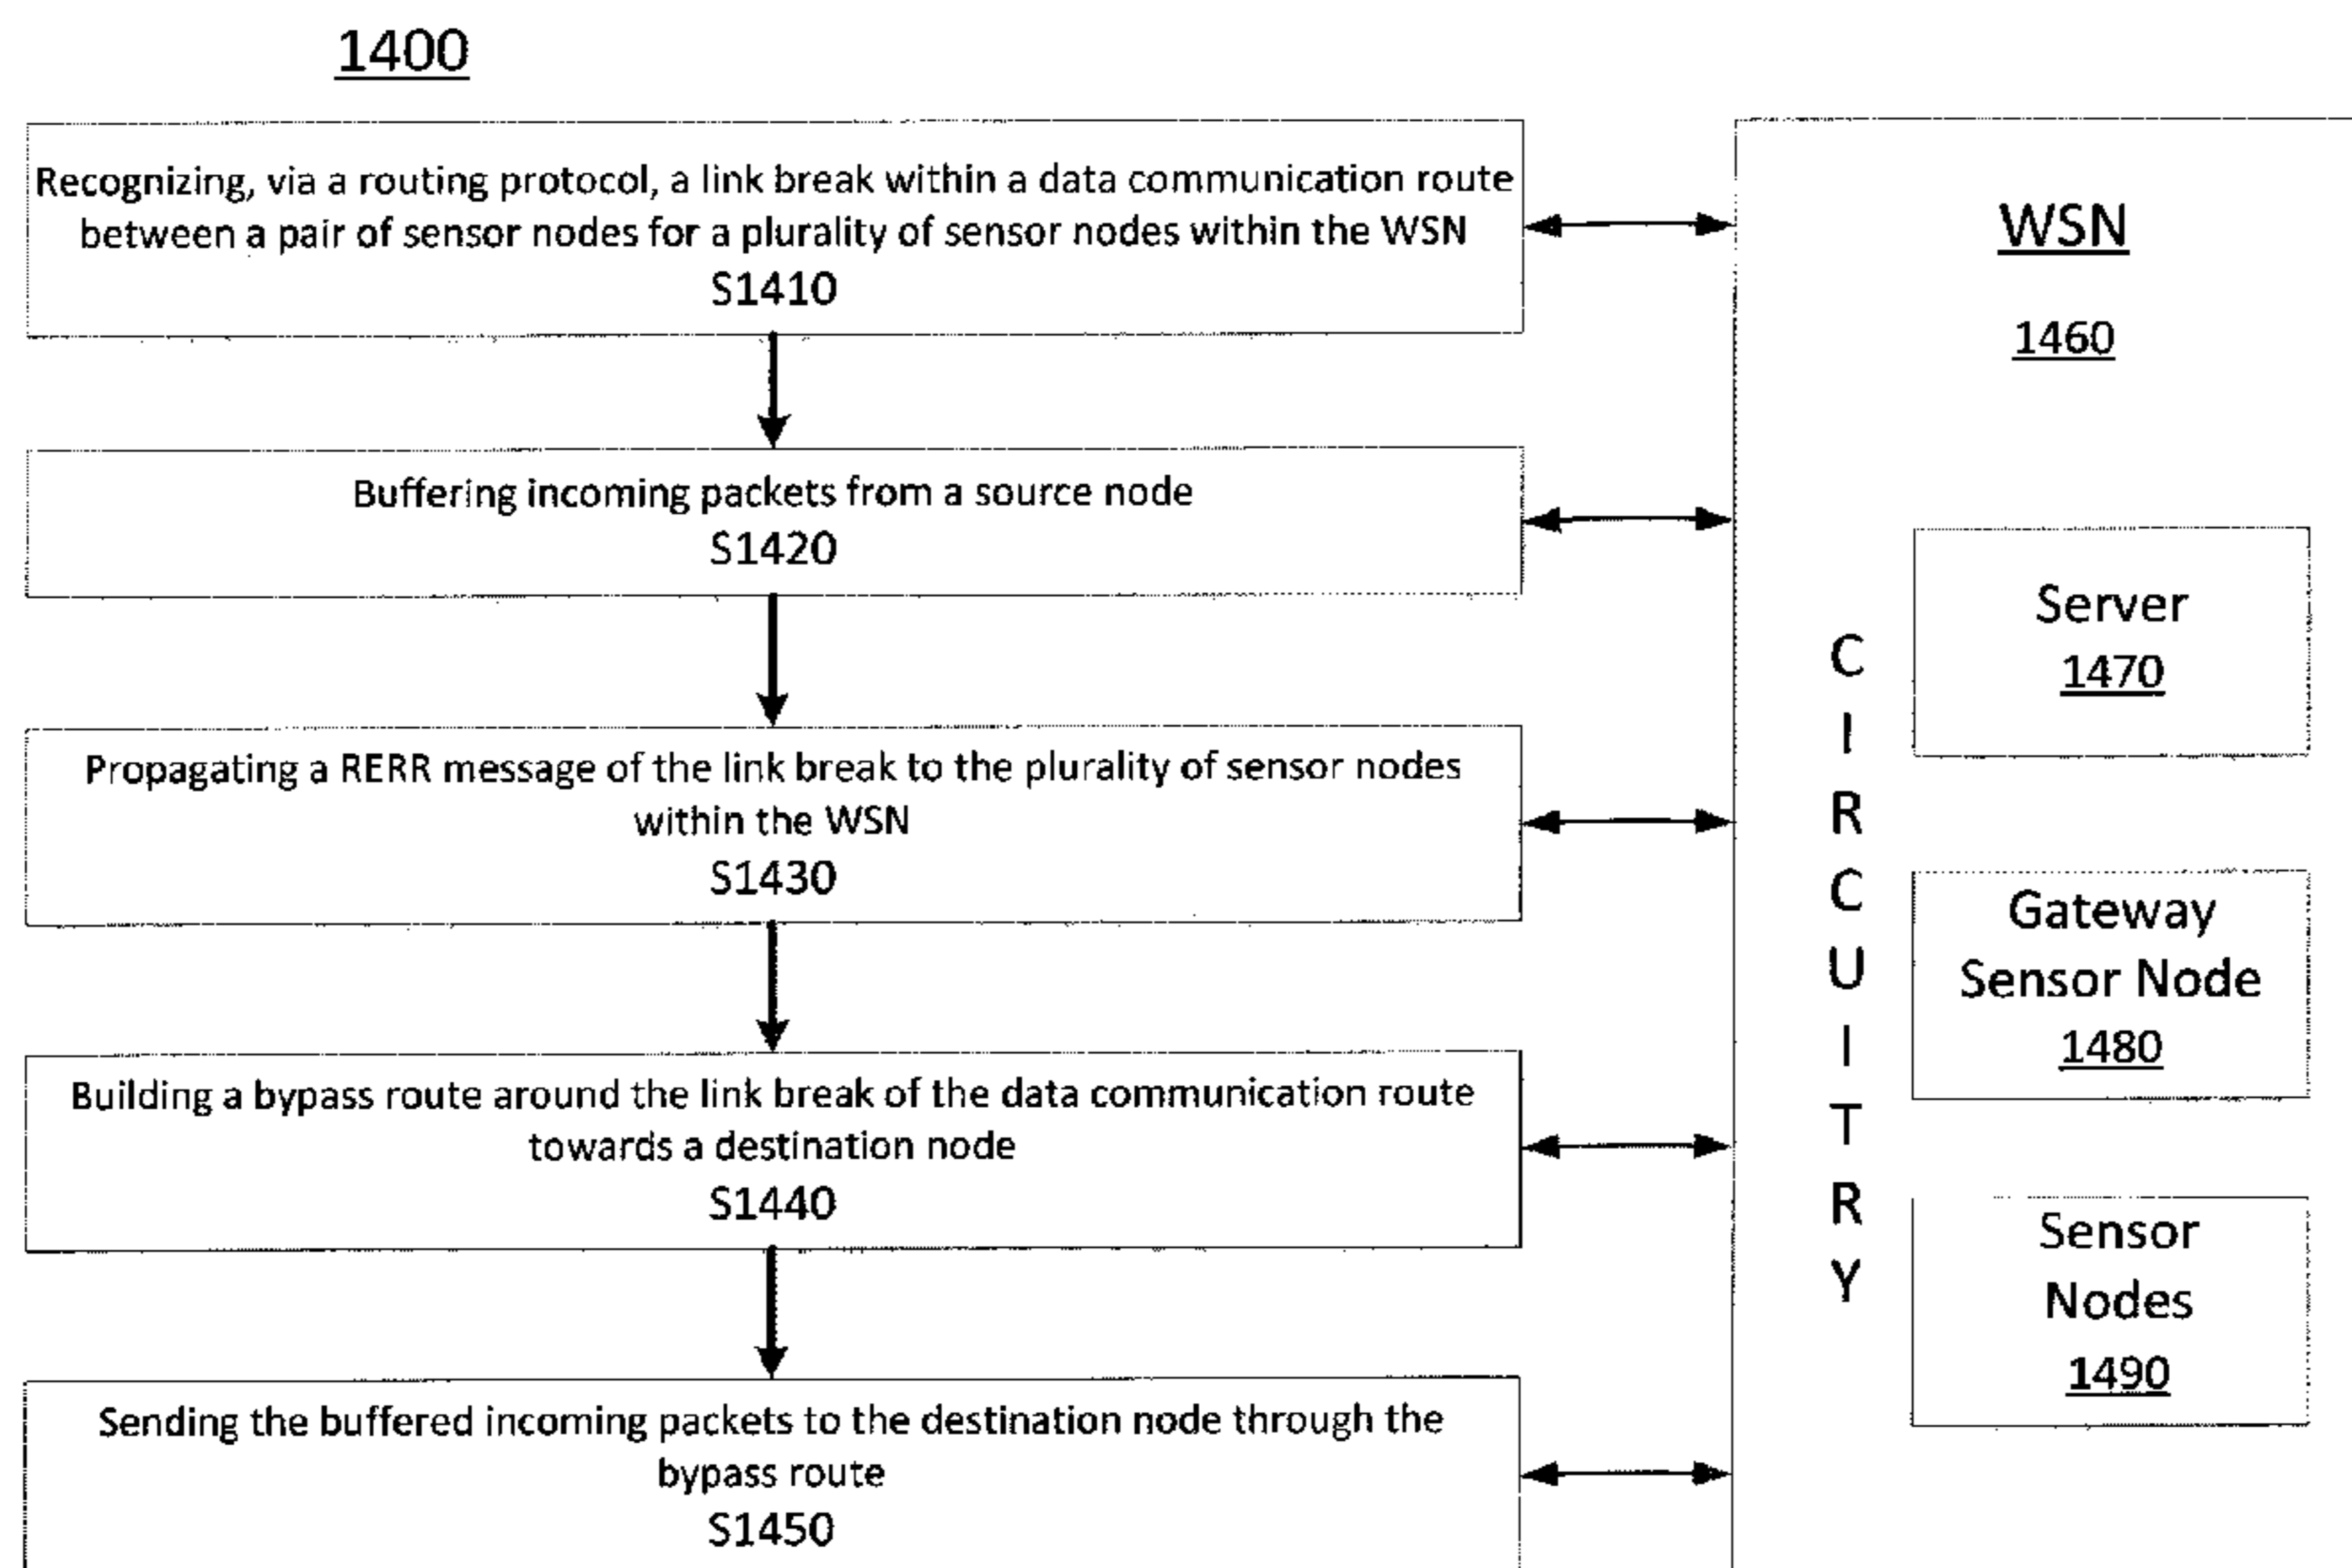 1400
Recognizing, via a routing protocol, a link break within a data communication route
between a pair of sensor nodes for a plurality of sensor nodes within the WSN
S1410
Buffering incoming packets from a source node
S1420
Propagating a RERR message of the link break to the plurality of sensor nodes
within the WSN
S1430
Building a bypass route around the link break of the data communication route
towards a destination node
S1440
Sending the buffered incoming packets to the destination node through the
bypass route
S1450
WSN
1460
CIRCUITRY
Server
1470
Gateway
Sensor Node
1480
Sensor
Nodes
1490